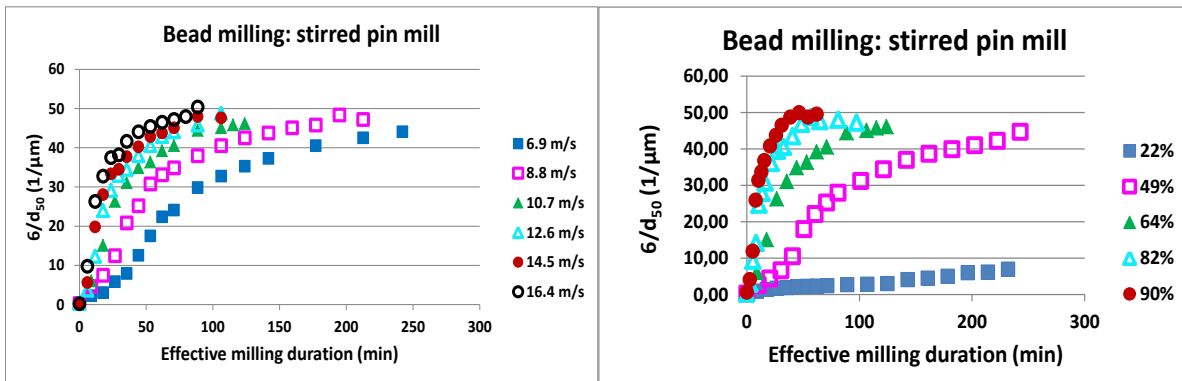 Bead milling: stirred pin mill
60
50
40
30
20
10
0
6/d50 (1/µm)
0 50 100 150 200 250 300
Effective milling duration (min)
6.9 m/s
8.8 m/s
10.7 m/s
12.6 m/s
14.5 m/s
16.4 m/s
Bead milling: stirred pin mill
60,00
50,00
40,00
30,00
20,00
10,00
0,00
6/d50 (1/µm)
0 100 200 300
Effective milling duration (min)
22%
49%
64%
82%
90%